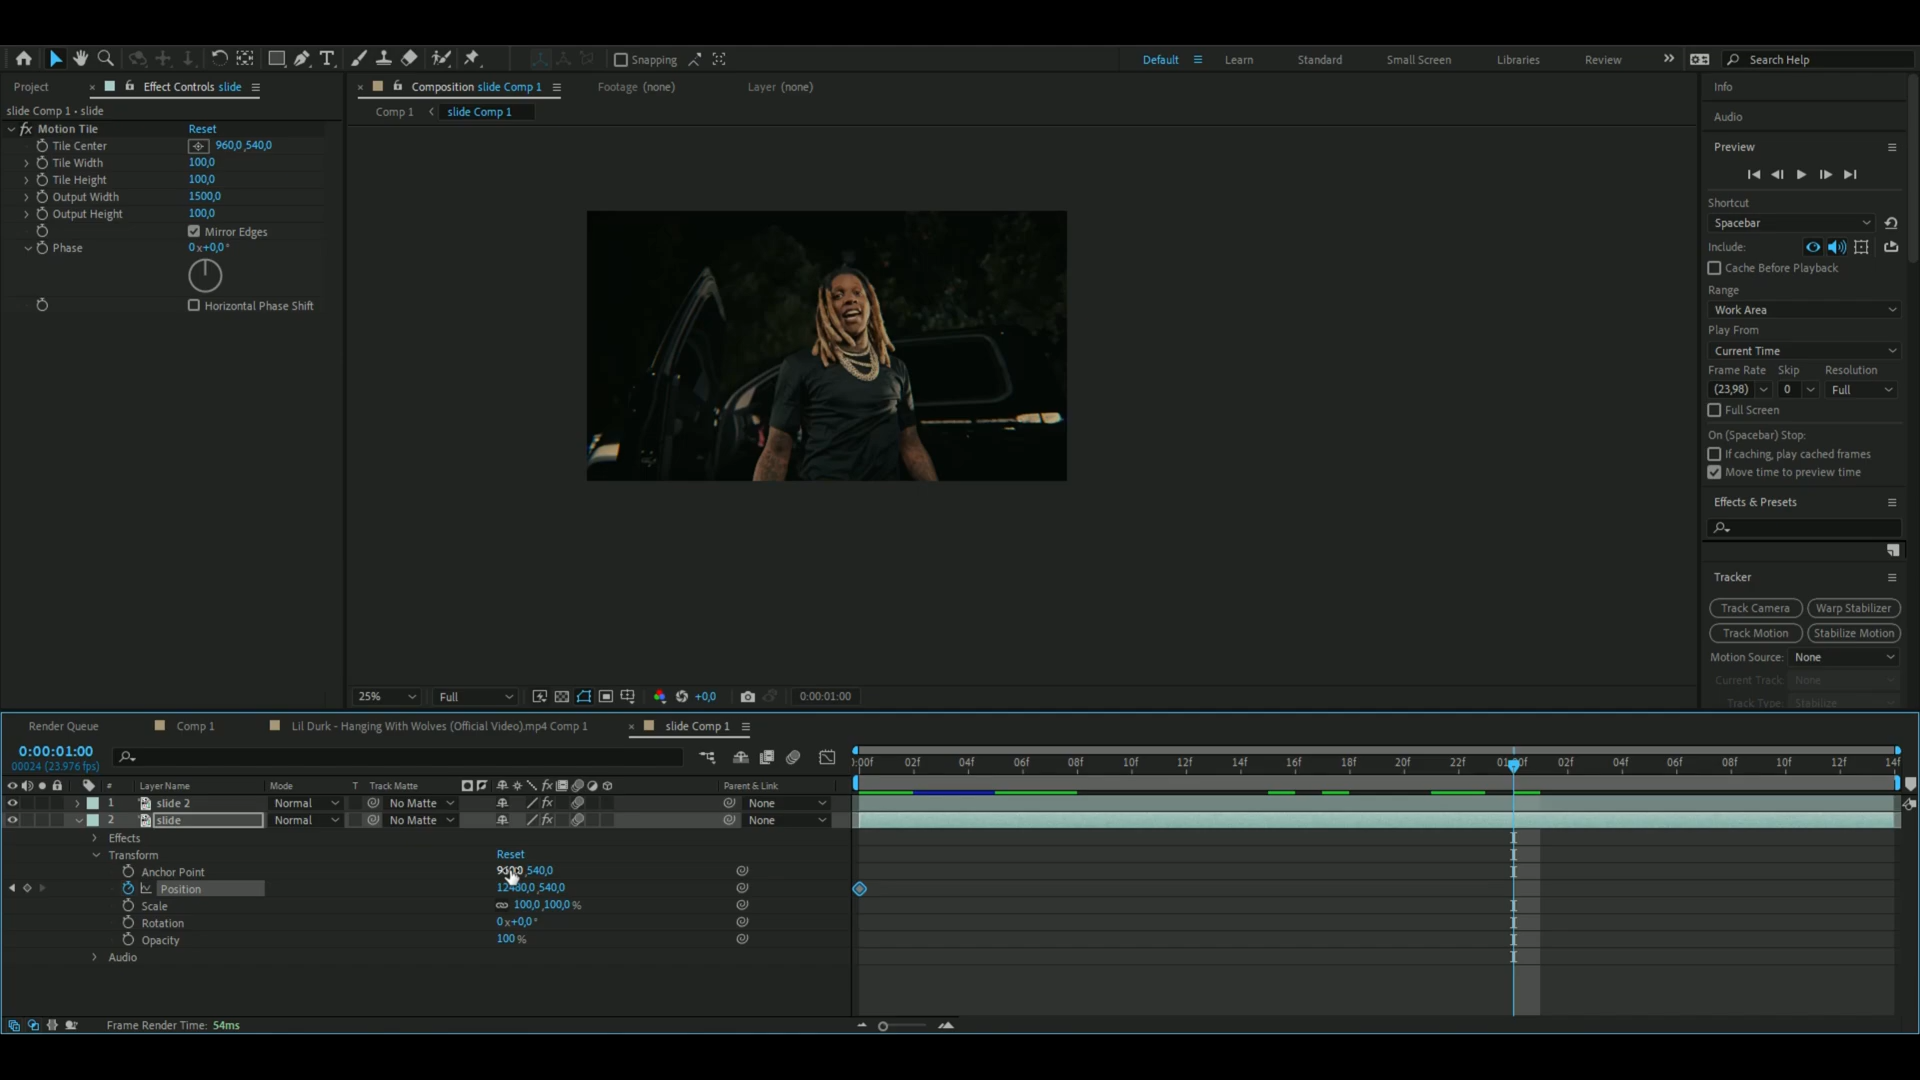 Snapping
Default
Learn
Standard
Small Screen
Libraries
Review
Search Help
Project
Effect Controls slide
Composition slide Comp 1
Footage (none)
Layer (none)
Info
slide Comp 1 • slide
Comp 1
slide Comp 1
fx Motion Tile Reset
Tile Center 960,0 ,540,0
Tile Width 100,0
Tile Height 100,0
Output Width 1500,0
Output Height 100,0
Mirror Edges
Phase 0 x+0,0 °
Horizontal Phase Shift
Audio
Preview
Shortcut
Spacebar
Include:
Cache Before Playback
Range
Work Area
Play From
Current Time
Frame Rate Skip Resolution
(23,98) 0 Full
Full Screen
On (Spacebar) Stop:
If caching, play cached frames
Move time to preview time
Effects & Presets
Tracker
Track Camera Warp Stabilizer
Track Motion Stabilize Motion
Motion Source: None
Current Track: None
Track Type: Stabilize
25% Full +0,0 0:00:01:00
Render Queue
Comp 1
Lil Durk - Hanging With Wolves (Official Video).mp4 Comp 1
slide Comp 1
0:00:01:00
00024 (23.976 fps)
:00f 02f 04f 06f 08f 10f 12f 14f 16f 18f 20f 22f 02f 04f 06f 08f 10f 12f 14f
# Layer Name Mode T Track Matte fx Parent & Link
1 slide 2 Normal No Matte fx None
2 slide Normal No Matte fx None
Effects
Transform Reset
Anchor Point ,540,0
Position ,540,0
Scale 100,0 ,100,0 %
Rotation 0 x+0,0 °
Opacity 100 %
Audio
Frame Render Time: 54ms